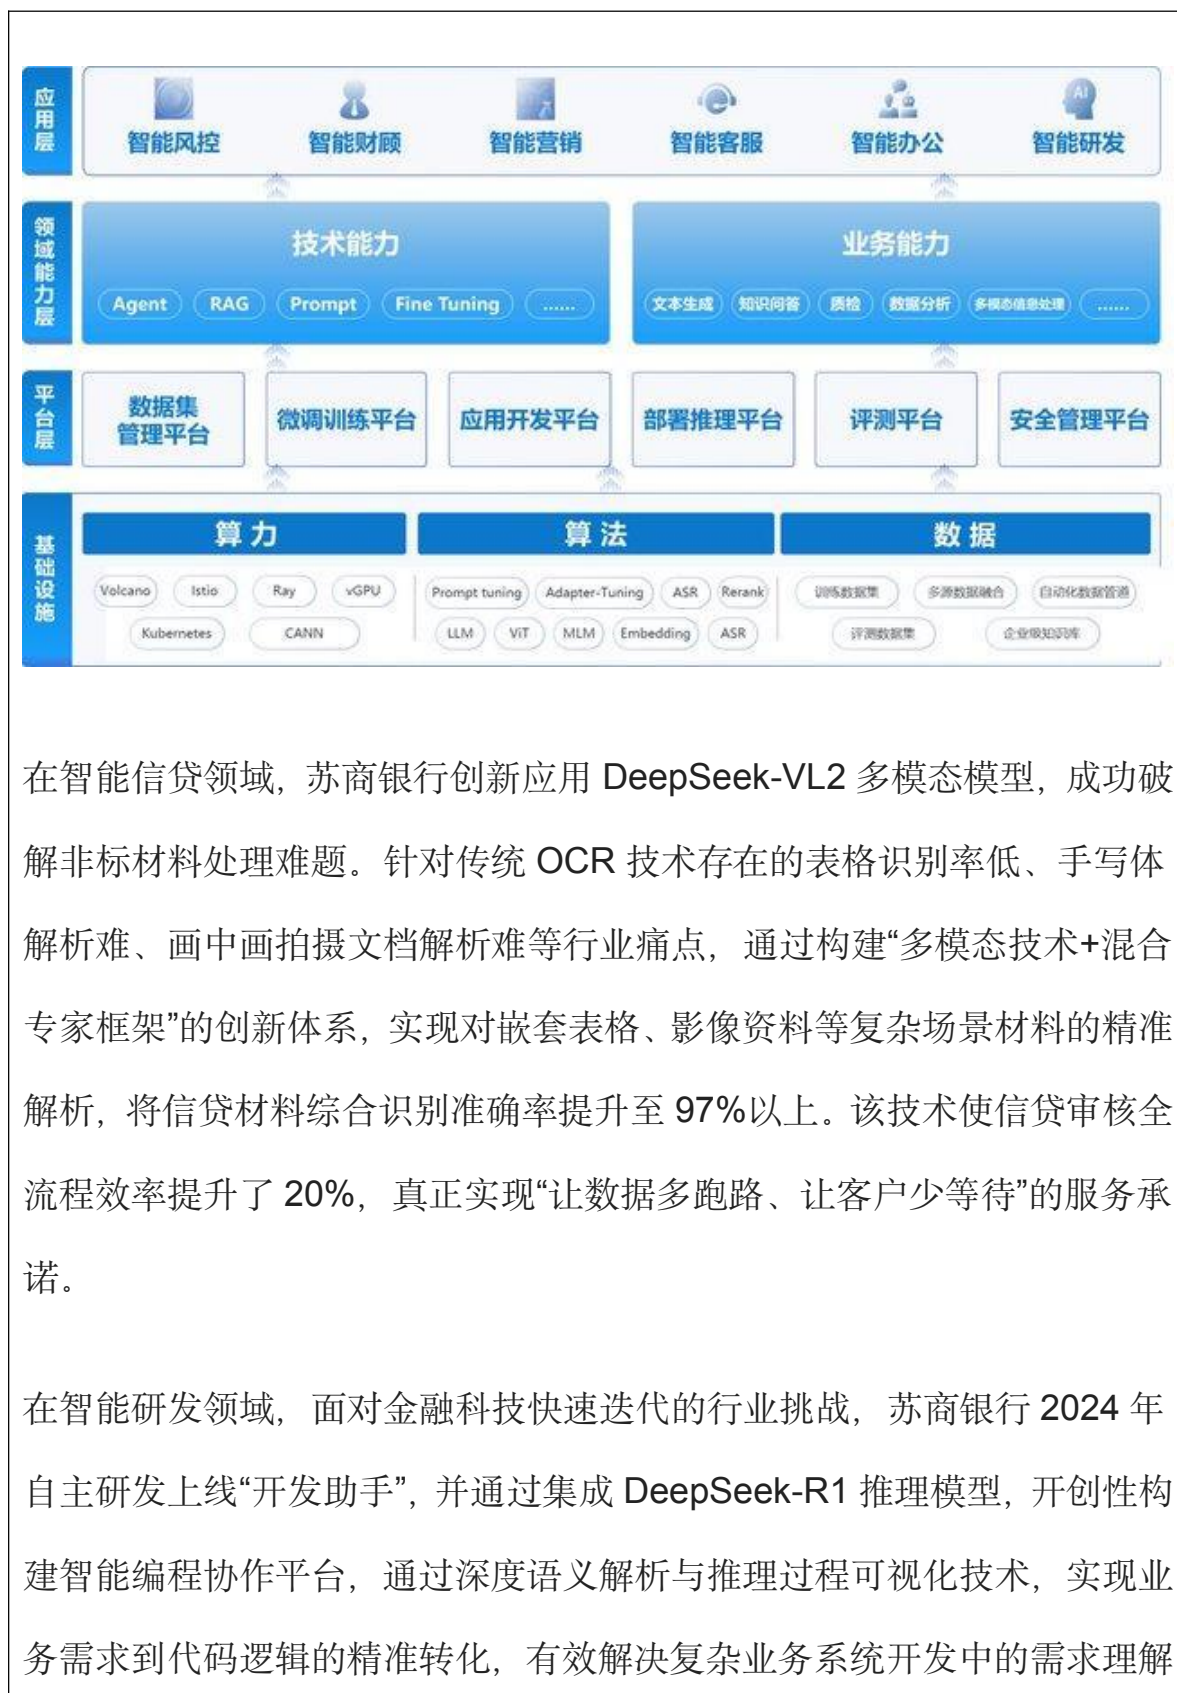 应用层
智能风控 智能财顾 智能营销 智能客服 智能办公 智能研发
领域能力层
技术能力 业务能力
Agent RAG Prompt Fine Tuning ...... 文本生成 知识问答 质检 数据分析 多模态信息处理 ......
平台层
数据集管理平台 微调训练平台 应用开发平台 部署推理平台 评测平台 安全管理平台
基础设施
算力 算法 数据
Volcano Istio Ray vGPU Prompt tuning Adapter-Tuning ASR Rerank 训练数据集 多源数据融合 自动化数据管道
Kubernetes CANN LLM ViT MLM Embedding ASR 评测数据集 企业级知识库
在智能信贷领域，苏商银行创新应用 DeepSeek-VL2 多模态模型，成功破
解非标材料处理难题。针对传统 OCR 技术存在的表格识别率低、手写体
解析难、画中画拍摄文档解析难等行业痛点，通过构建“多模态技术+混合
专家框架”的创新体系，实现对嵌套表格、影像资料等复杂场景材料的精准
解析，将信贷材料综合识别准确率提升至 97%以上。该技术使信贷审核全
流程效率提升了 20%，真正实现“让数据多跑路、让客户少等待”的服务承
诺。
在智能研发领域，面对金融科技快速迭代的行业挑战，苏商银行 2024 年
自主研发上线“开发助手”，并通过集成 DeepSeek-R1 推理模型，开创性构
建智能编程协作平台，通过深度语义解析与推理过程可视化技术，实现业
务需求到代码逻辑的精准转化，有效解决复杂业务系统开发中的需求理解